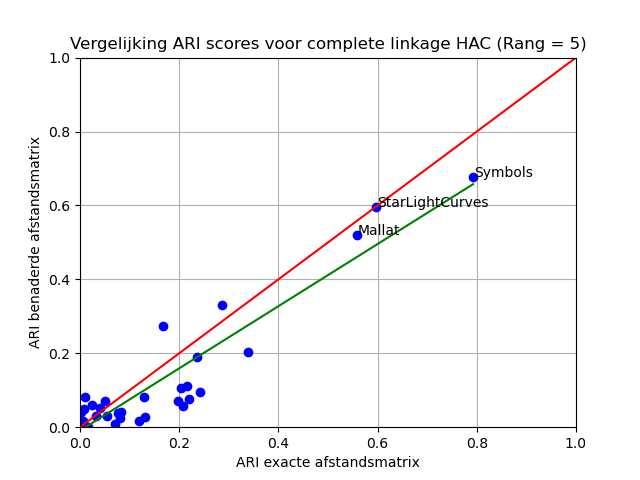 Vergelijking ARI scores voor complete linkage HAC (Rang = 5)
1.0
0.8
0.6
0.4
0.2
0.0
ARI benaderde afstandsmatrix
Symbols
StarLightCurves
Mallat
0.0 0.2 0.4 0.6 0.8 1.0
ARI exacte afstandsmatrix